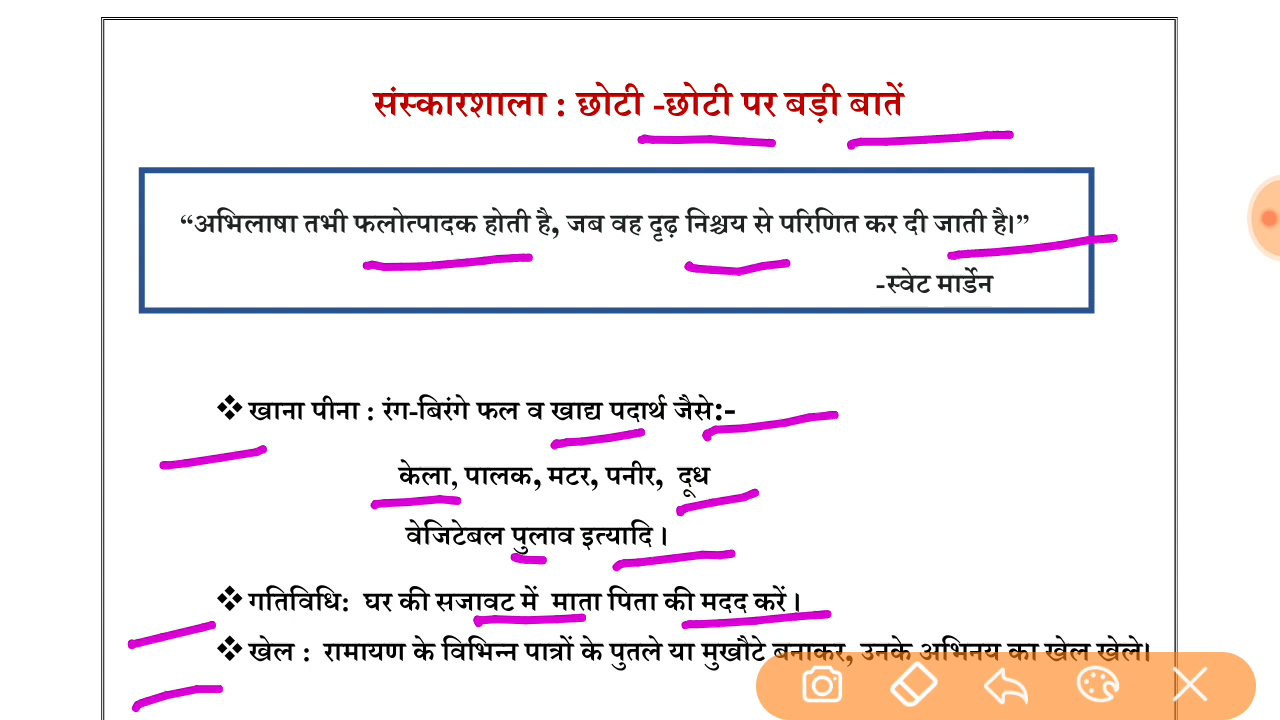 संस्कारशाला : छोटी -छोटी पर बड़ी बातें
“अभिलाषा तभी फलोत्पादक होती है, जब वह दृढ़ निश्चय से परिणित कर दी जाती है।”
-स्वेट मार्डेन
❖ खाना पीना : रंग-बिरंगे फल व खाद्य पदार्थ जैसे:-
केला, पालक, मटर, पनीर, दूध
वेजिटेबल पुलाव इत्यादि ।
❖ गतिविधि: घर की सजावट में माता पिता की मदद करें ।
❖ खेल : रामायण के विभिन्न पात्रों के पुतले या मुखौटे बनाकर, उनके अभिनय का खेल खेले।